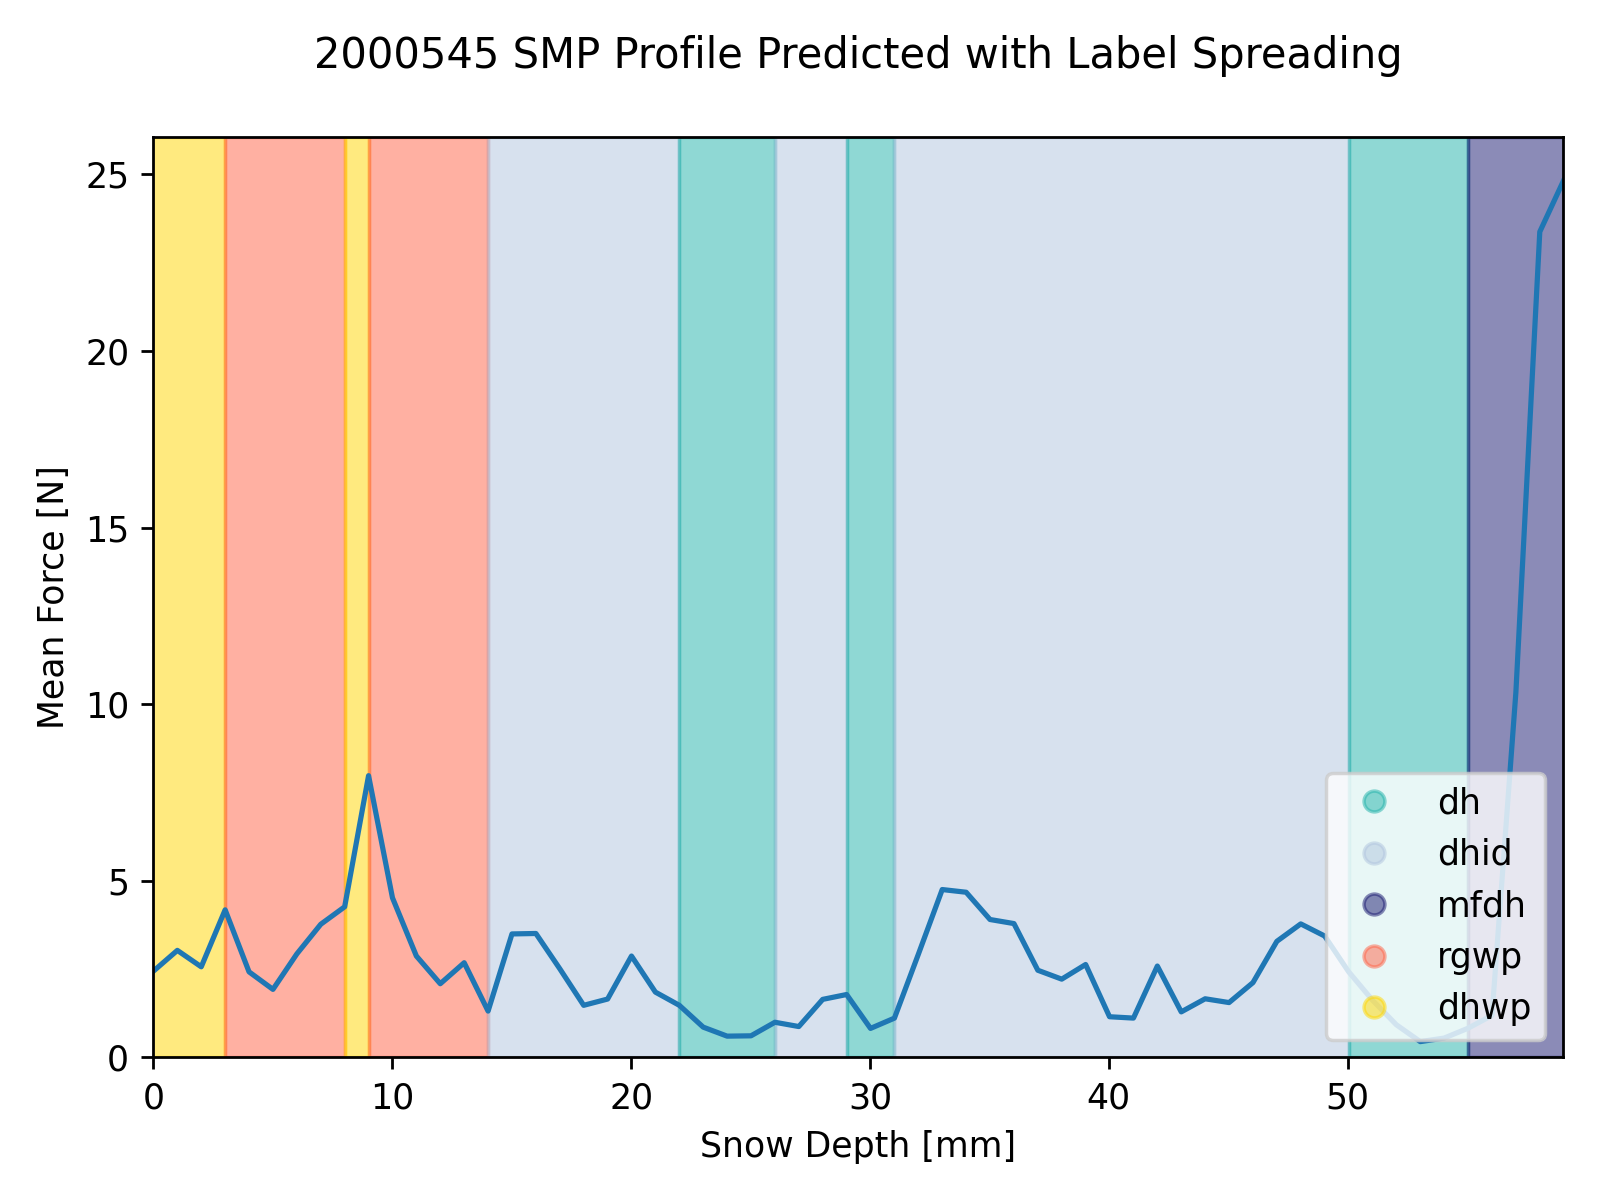 2000545 SMP Profile Predicted with Label Spreading
25
20
15
10
5
0
Mean Force [N]
dh
dhid
mfdh
rgwp
dhwp
0 10 20 30 40 50
Snow Depth [mm]